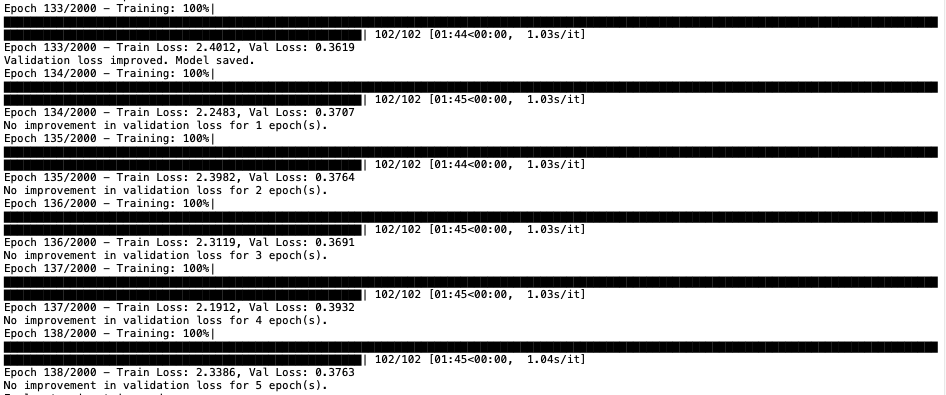 Epoch 133/2000 – Training: 100%|
| 102/102 [01:44<00:00, 1.03s/it]
Epoch 133/2000 – Train Loss: 2.4012, Val Loss: 0.3619
Validation loss improved. Model saved.
Epoch 134/2000 – Training: 100%|
| 102/102 [01:45<00:00, 1.03s/it]
Epoch 134/2000 – Train Loss: 2.2483, Val Loss: 0.3707
No improvement in validation loss for 1 epoch(s).
Epoch 135/2000 – Training: 100%|
| 102/102 [01:44<00:00, 1.03s/it]
Epoch 135/2000 – Train Loss: 2.3982, Val Loss: 0.3764
No improvement in validation loss for 2 epoch(s).
Epoch 136/2000 – Training: 100%|
| 102/102 [01:45<00:00, 1.03s/it]
Epoch 136/2000 – Train Loss: 2.3119, Val Loss: 0.3691
No improvement in validation loss for 3 epoch(s).
Epoch 137/2000 – Training: 100%|
| 102/102 [01:45<00:00, 1.03s/it]
Epoch 137/2000 – Train Loss: 2.1912, Val Loss: 0.3932
No improvement in validation loss for 4 epoch(s).
Epoch 138/2000 – Training: 100%|
| 102/102 [01:45<00:00, 1.04s/it]
Epoch 138/2000 – Train Loss: 2.3386, Val Loss: 0.3763
No improvement in validation loss for 5 epoch(s).